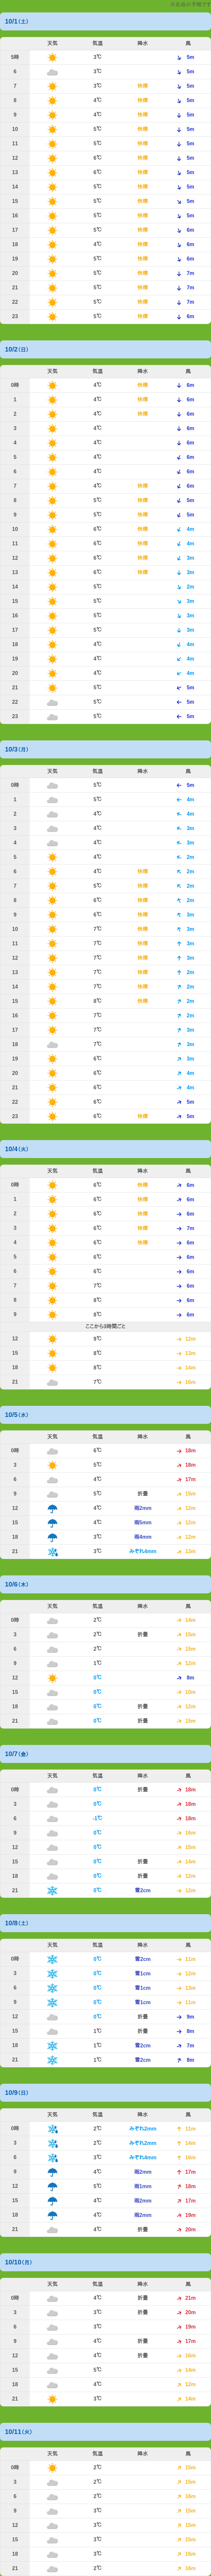 の予報です
10/1(土)
天気 気温 降水 風
5時 3℃ 5m
6 3℃ 5m
7 3℃ 快晴 5m
8 4℃ 快晴 5m
9 4℃ 快晴 5m
10 5℃ 快晴 5m
11 5℃ 快晴 5m
12 6℃ 快晴 5m
13 6℃ 快晴 5m
14 5℃ 快晴 5m
15 5℃ 快晴 5m
16 5℃ 快晴 5m
17 5℃ 快晴 6m
18 4℃ 快晴 6m
19 5℃ 快晴 6m
20 5℃ 快晴 7m
21 5℃ 快晴 7m
22 5℃ 快晴 7m
23 5℃ 快晴 6m
10/2(日)
天気 気温 降水 風
0時 4℃ 快晴 6m
1 4℃ 快晴 6m
2 4℃ 快晴 6m
3 4℃ 6m
4 4℃ 6m
5 4℃ 6m
6 4℃ 6m
7 4℃ 快晴 6m
8 5℃ 快晴 5m
9 5℃ 快晴 5m
10 6℃ 快晴 4m
11 6℃ 快晴 4m
12 6℃ 快晴 3m
13 6℃ 快晴 3m
14 5℃ 2m
15 5℃ 3m
16 5℃ 3m
17 5℃ 3m
18 4℃ 4m
19 4℃ 4m
20 4℃ 4m
21 5℃ 5m
22 5℃ 5m
23 5℃ 5m
10/3(月)
天気 気温 降水 風
0時 5℃ 5m
1 5℃ 4m
2 4℃ 4m
3 4℃ 3m
4 4℃ 3m
5 4℃ 2m
6 4℃ 快晴 2m
7 5℃ 快晴 2m
8 6℃ 快晴 2m
9 6℃ 快晴 3m
10 7℃ 快晴 3m
11 7℃ 快晴 3m
12 7℃ 快晴 3m
13 7℃ 快晴 2m
14 7℃ 快晴 2m
15 8℃ 快晴 2m
16 7℃ 2m
17 7℃ 3m
18 7℃ 3m
19 6℃ 3m
20 6℃ 4m
21 6℃ 4m
22 6℃ 5m
23 6℃ 快晴 5m
10/4(火)
天気 気温 降水 風
0時 6℃ 快晴 6m
1 6℃ 快晴 6m
2 6℃ 快晴 6m
3 6℃ 快晴 7m
4 6℃ 快晴 6m
5 6℃ 6m
6 6℃ 6m
7 7℃ 6m
8 8℃ 6m
9 8℃ 6m
ここから3時間ごと
12 9℃ 12m
15 8℃ 13m
18 8℃ 14m
21 7℃ 16m
10/5(水)
天気 気温 降水 風
0時 6℃ 18m
3 5℃ 18m
6 4℃ 17m
9 5℃ 折畳 15m
12 4℃ 雨2mm 12m
15 4℃ 雨5mm 12m
18 3℃ 雨4mm 12m
21 3℃ みぞれ4mm 13m
10/6(木)
天気 気温 降水 風
0時 2℃ 14m
3 2℃ 折畳 15m
6 2℃ 15m
9 1℃ 12m
12 0℃ 8m
15 0℃ 10m
18 0℃ 折畳 12m
21 0℃ 折畳 15m
10/7(金)
天気 気温 降水 風
0時 0℃ 折畳 18m
3 0℃ 18m
6 -1℃ 18m
9 0℃ 16m
12 0℃ 15m
15 0℃ 折畳 14m
18 0℃ 折畳 12m
21 0℃ 雪2cm 12m
10/8(土)
天気 気温 降水 風
0時 0℃ 雪2cm 11m
3 0℃ 雪1cm 12m
6 0℃ 雪1cm 13m
9 0℃ 雪1cm 11m
12 0℃ 折畳 9m
15 1℃ 折畳 8m
18 1℃ 雪2cm 7m
21 1℃ 雪2cm 8m
10/9(日)
天気 気温 降水 風
0時 2℃ みぞれ2mm 11m
3 2℃ みぞれ2mm 14m
6 3℃ みぞれ4mm 16m
9 4℃ 雨2mm 17m
12 5℃ 雨1mm 18m
15 4℃ 雨2mm 17m
18 4℃ 雨2mm 19m
21 4℃ 折畳 20m
10/10(月)
天気 気温 降水 風
0時 4℃ 折畳 21m
3 3℃ 折畳 20m
6 3℃ 19m
9 4℃ 折畳 17m
12 4℃ 折畳 16m
15 5℃ 14m
18 4℃ 12m
21 3℃ 14m
10/11(火)
天気 気温 降水 風
0時 2℃ 15m
3 2℃ 15m
6 2℃ 16m
9 3℃ 15m
12 3℃ 15m
15 3℃ 15m
18 3℃ 16m
21 2℃ 16m